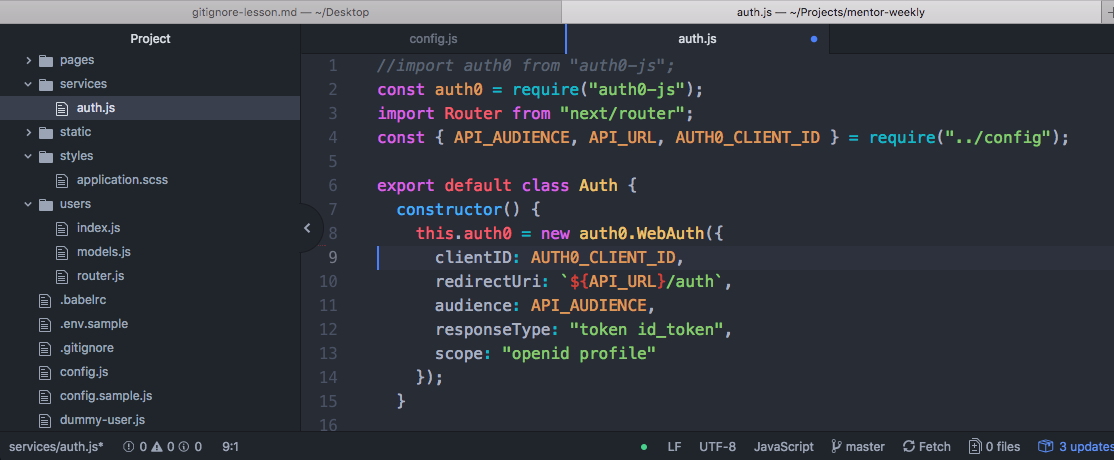 gitignore-lesson.md — ~/Desktop
auth.js — ~/Projects/mentor-weekly
Project
config.js
auth.js
pages
services
auth.js
static
styles
application.scss
users
index.js
models.js
router.js
.babelrc
.env.sample
.gitignore
config.js
config.sample.js
dummy-user.js
1 //import auth0 from "auth0-js";
2 const auth0 = require("auth0-js");
3 import Router from "next/router";
4 const { API_AUDIENCE, API_URL, AUTH0_CLIENT_ID } = require("../config");
5
6 export default class Auth {
7 constructor() {
8 this.auth0 = new auth0.WebAuth({
9 clientID: AUTH0_CLIENT_ID,
10 redirectUri: `${API_URL}/auth`,
11 audience: API_AUDIENCE,
12 responseType: "token id_token",
13 scope: "openid profile"
14 });
15 }
16
services/auth.js* 0 0 0 9:1 LF UTF-8 JavaScript master Fetch 0 files 3 updates